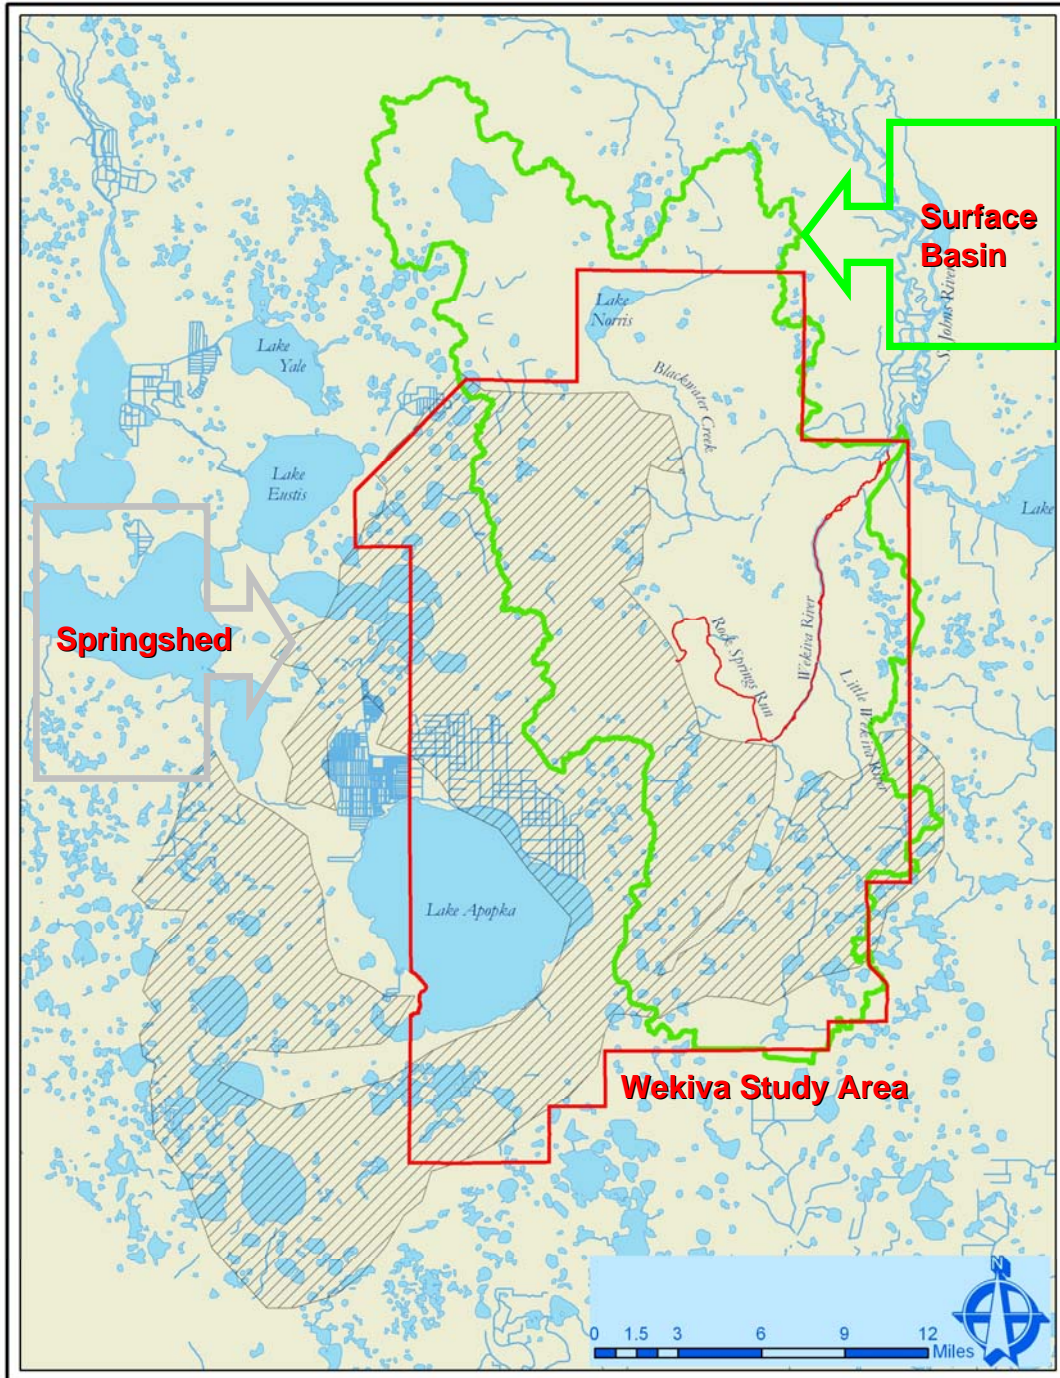 Surface
Basin
St. Johns River
Lake
Norris
Lake
Yale
Blackwater Creek
Lake
Eustis
Lake
Springshed
Rock Springs Run
Wekiva River
Little Wekiva River
Lake Apopka
Wekiva Study Area
N
0 1.5 3 6 9 12
Miles